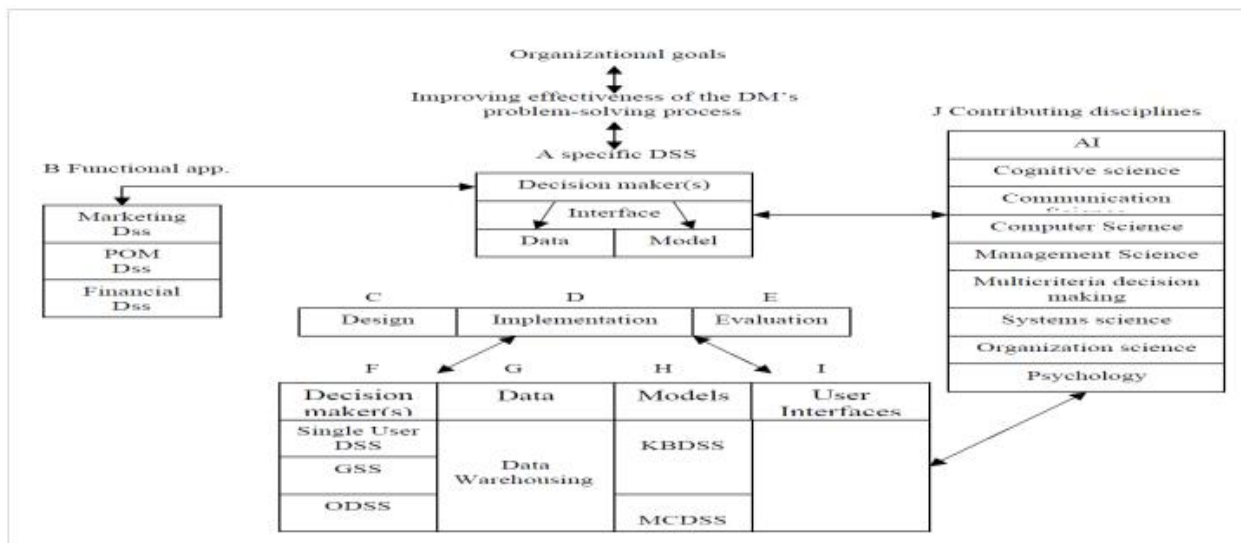 Organizational goals
Improving effectiveness of the DM's
problem-solving process
J Contributing disciplines
A specific DSS
B Functional app.
AI
Decision maker(s)
Cognitive science
Interface
Communication
Marketing
Dss
Data
Model
Computer Science
POM
Dss
Management Science
Financial
Dss
Multicriteria decision
making
C
D
E
Design
Implementation
Evaluation
Systems science
Organization science
F
G
H
I
Psychology
Decision
maker(s)
Data
Models
User
Interfaces
Single User
DSS
GSS
ODSS
Data
Warehousing
KBDSS
MCDSS